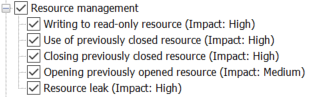 Resource management
Writing to read-only resource (Impact: High)
Use of previously closed resource (Impact: High)
Closing previously closed resource (Impact: High)
Opening previously opened resource (Impact: Medium)
Resource leak (Impact: High)